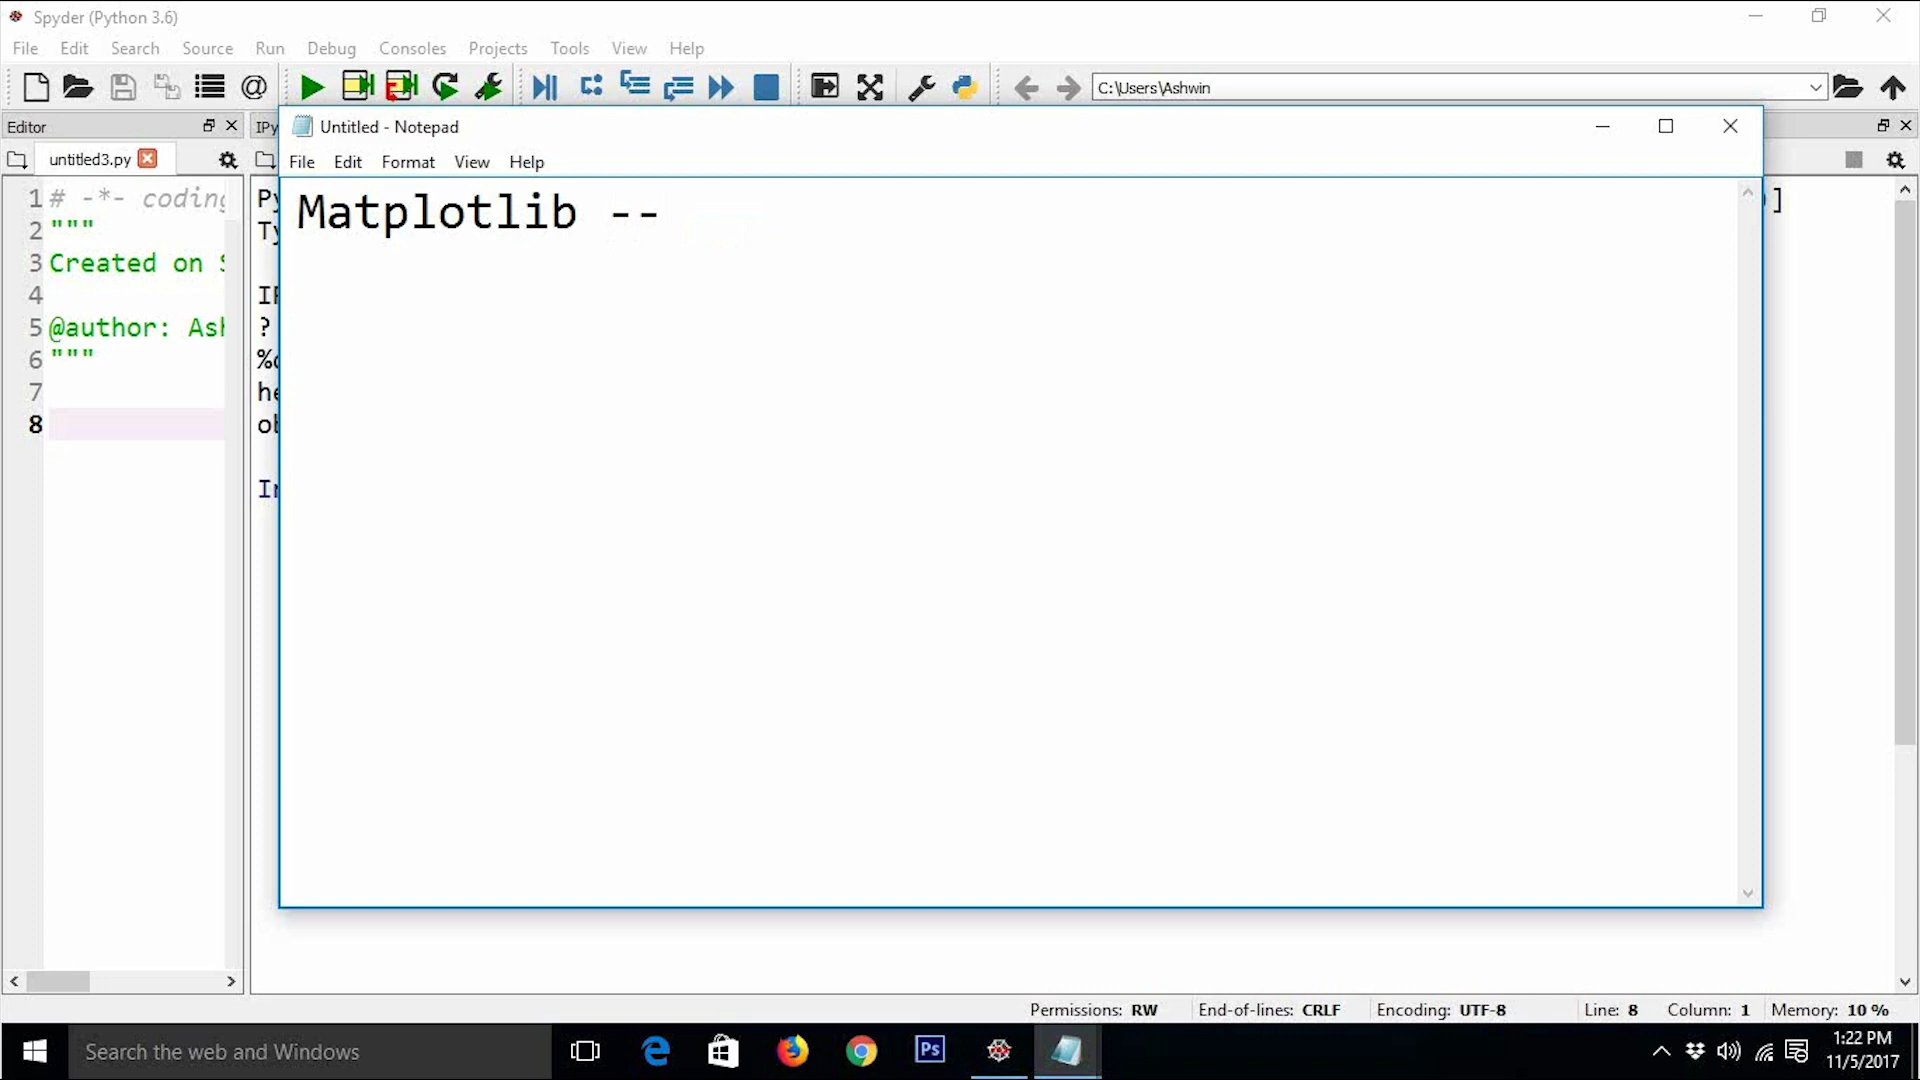 Spyder (Python 3.6)
File Edit Search Source Run Debug Consoles Projects Tools View Help
C:\Users\Ashwin
Editor
untitled3.py
Untitled - Notepad
File Edit Format View Help
Matplotlib --
1 # -*- coding
2 """
3 Created on
4
5 @author:
6 """
7
8
Permissions: RW End-of-lines: CRLF Encoding: UTF-8 Line: 8 Column: 1 Memory: 10 %
Search the web and Windows
Ps
1:22 PM
11/5/2017